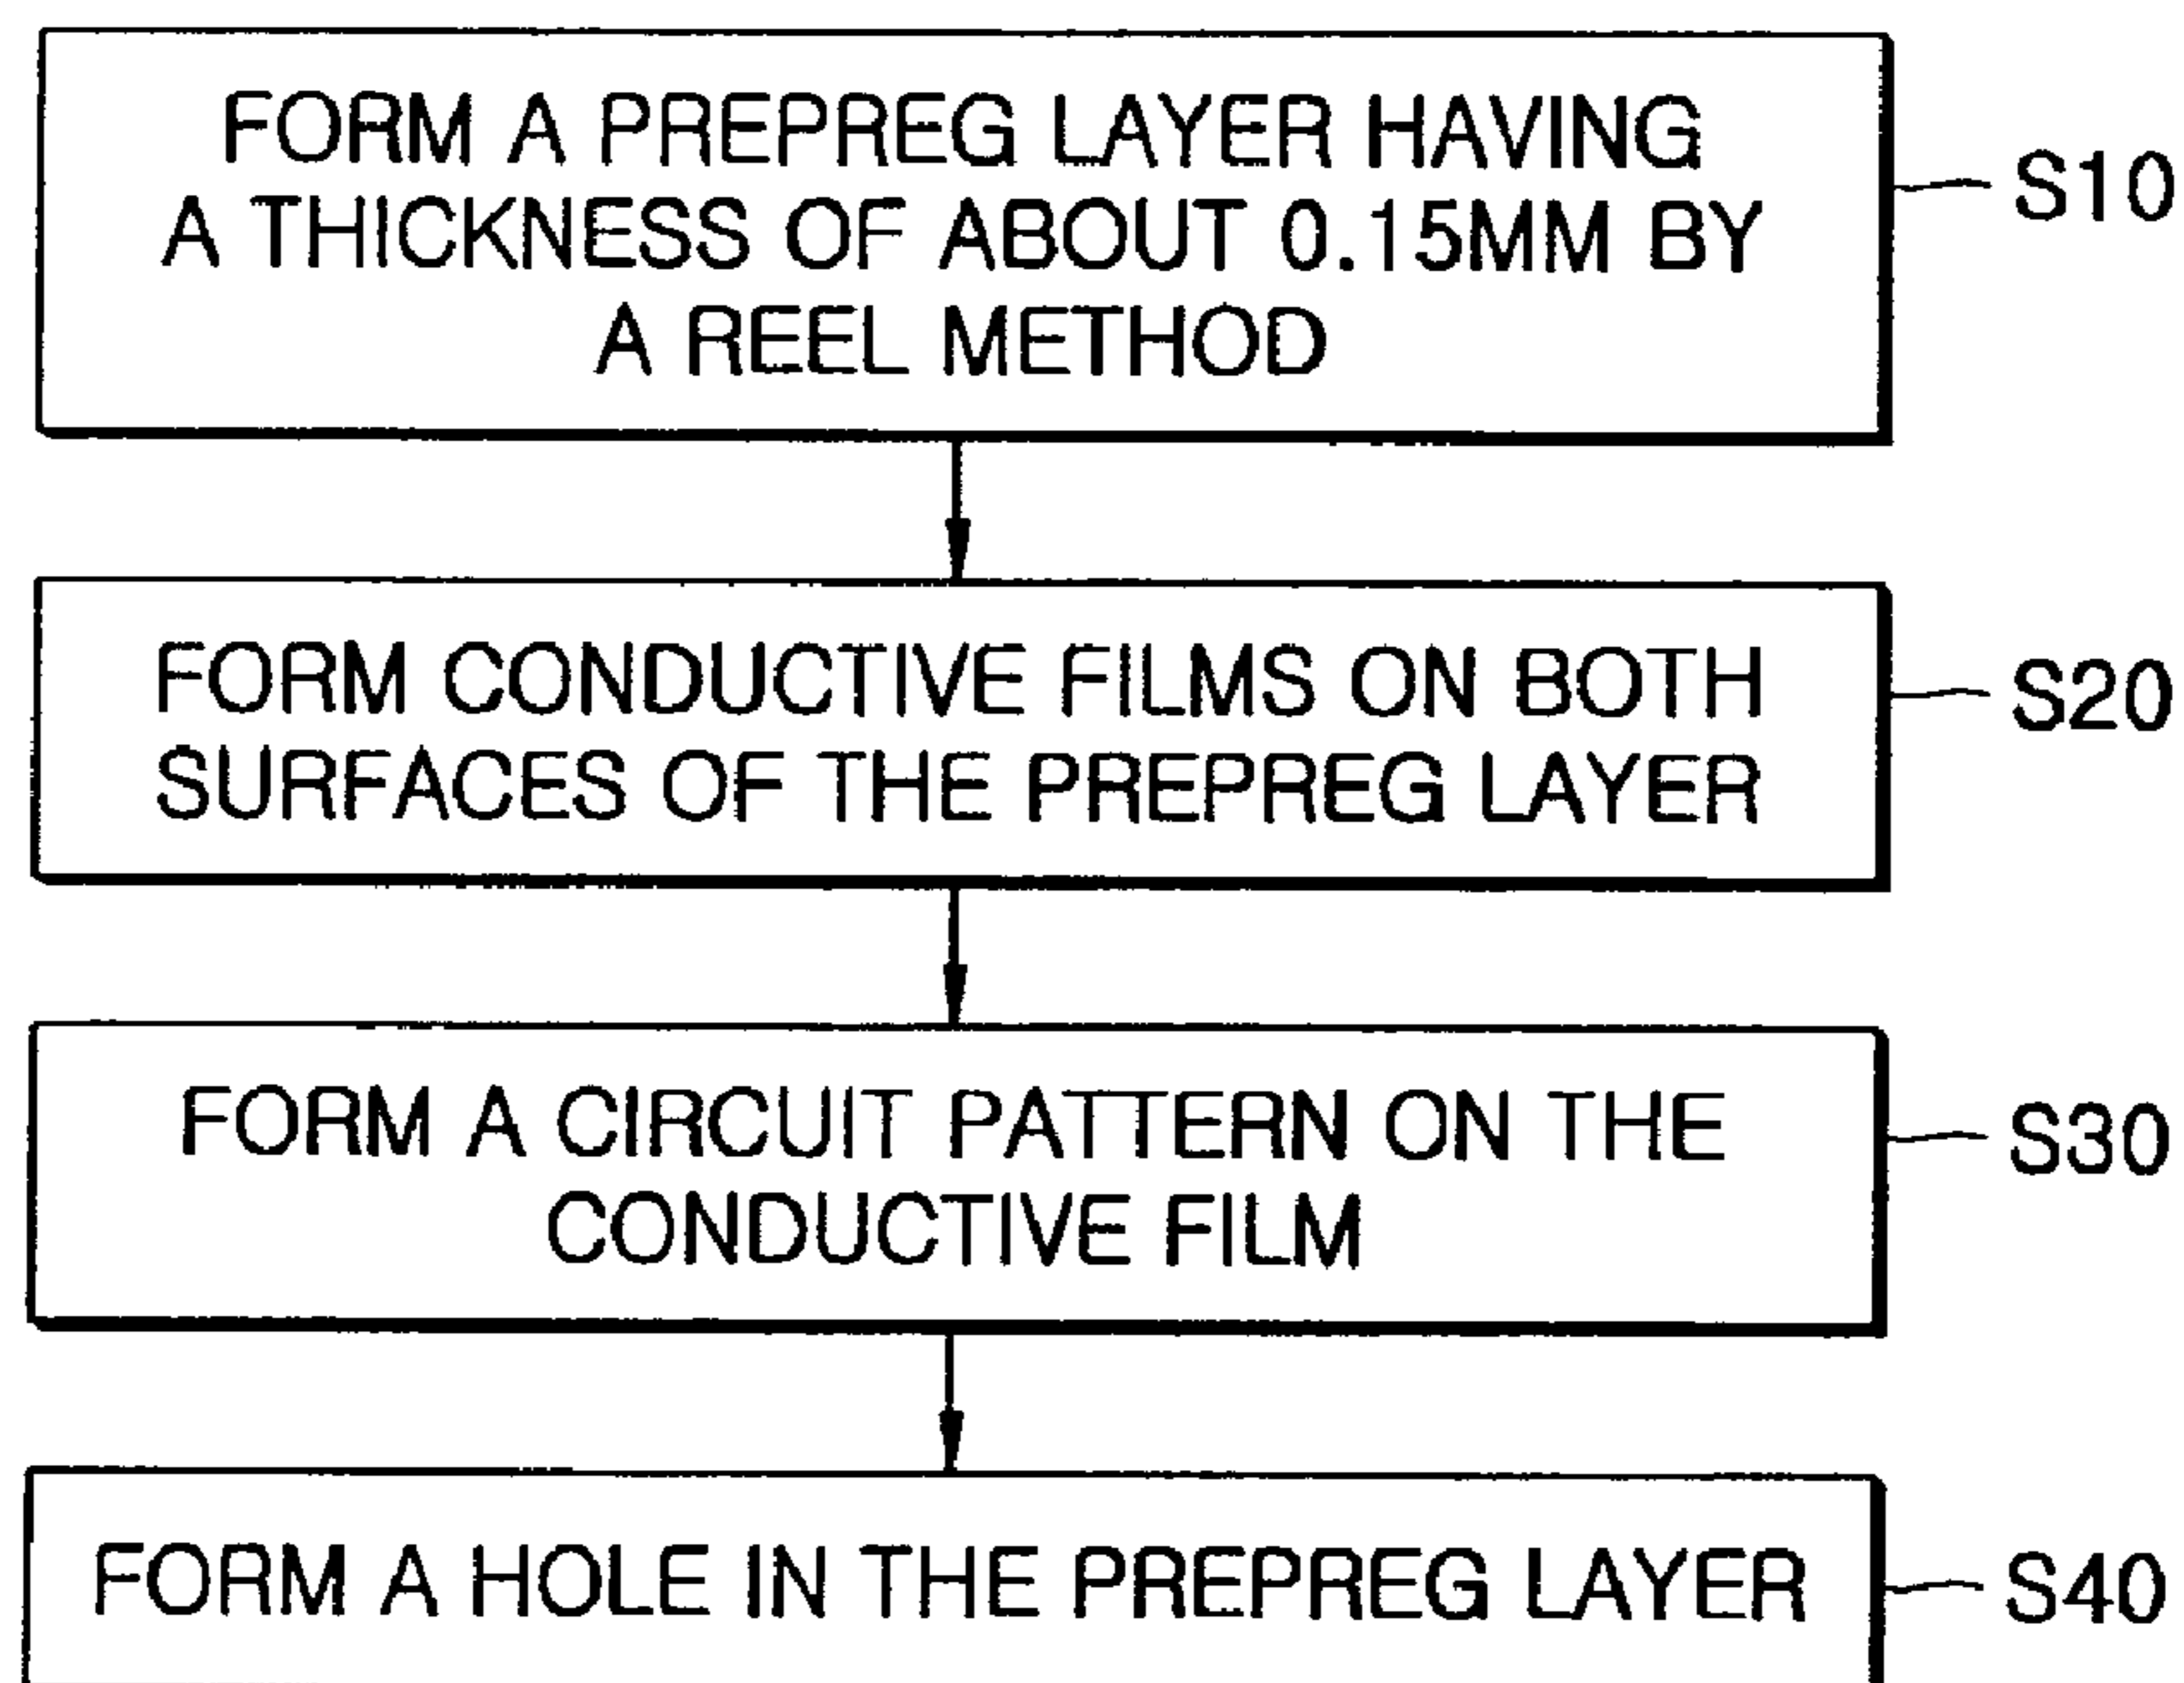 FORM A PREPREG LAYER HAVING
A THICKNESS OF ABOUT 0.15MM BY
A REEL METHOD
S10
FORM CONDUCTIVE FILMS ON BOTH
SURFACES OF THE PREPREG LAYER
S20
FORM A CIRCUIT PATTERN ON THE
CONDUCTIVE FILM
S30
FORM A HOLE IN THE PREPREG LAYER
S40